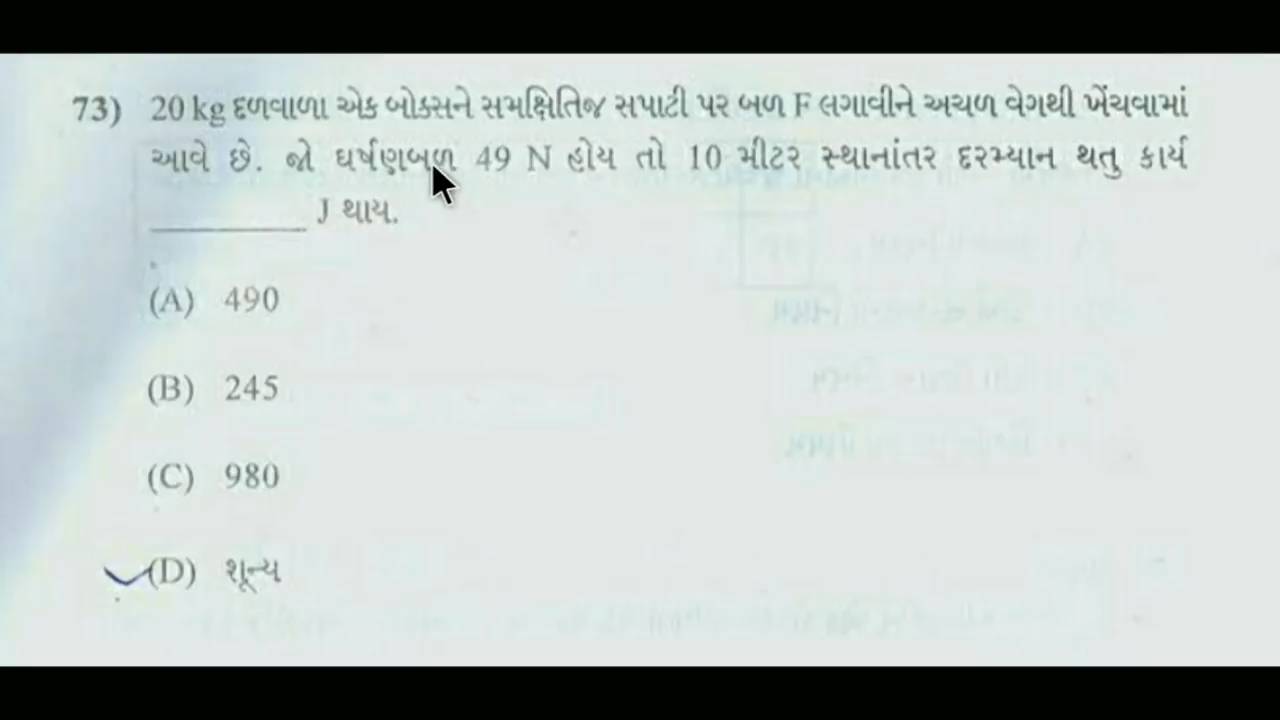 73) 20 kg દળવાળા એક બોક્સને સમક્ષિતિજ સપાટી પર બળ F લગાવીને અચળ વેગથી ખેંચવામાં
આવે છે. જો ઘર્ષણબળ 49 N હોય તો 10 મીટર સ્થાનાંતર દરમ્યાન થતુ કાર્ય
________ J થાય.
(A) 490
(B) 245
(C) 980
(D) શૂન્ય